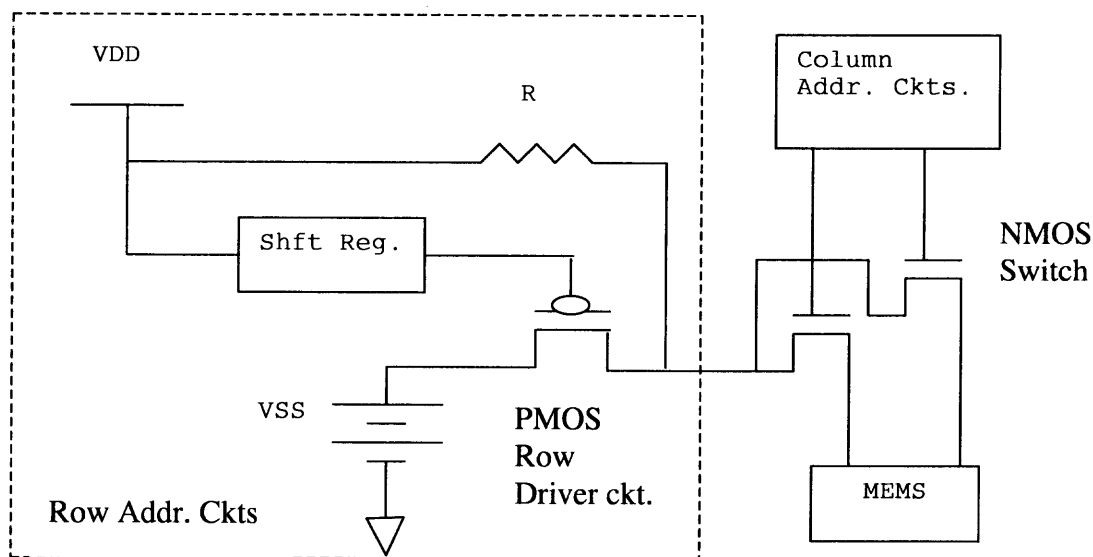 VDD
R
Column
Addr. Ckts.
Shft Reg.
NMOS
Switch
VSS
PMOS
Row
Driver ckt.
MEMS
Row Addr. Ckts